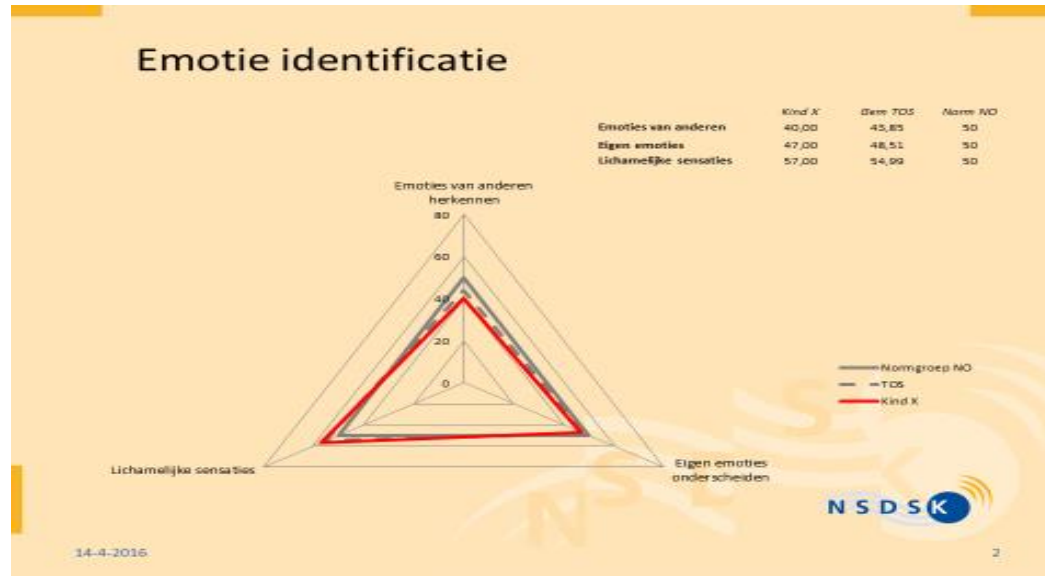 Emotie identificatie
Kind X Gem TOS Norm NO
Emoties van anderen 40,00 43,85 50
Eigen emoties 47,00 48,51 50
Lichamelijke sensaties 57,00 54,99 50
Emoties van anderen
herkennen
80
60
40
20
0
Normgroep NO
TOS
Kind X
Lichamelijke sensaties
Eigen emoties
onderscheiden
NSDSK
14-4-2016
2